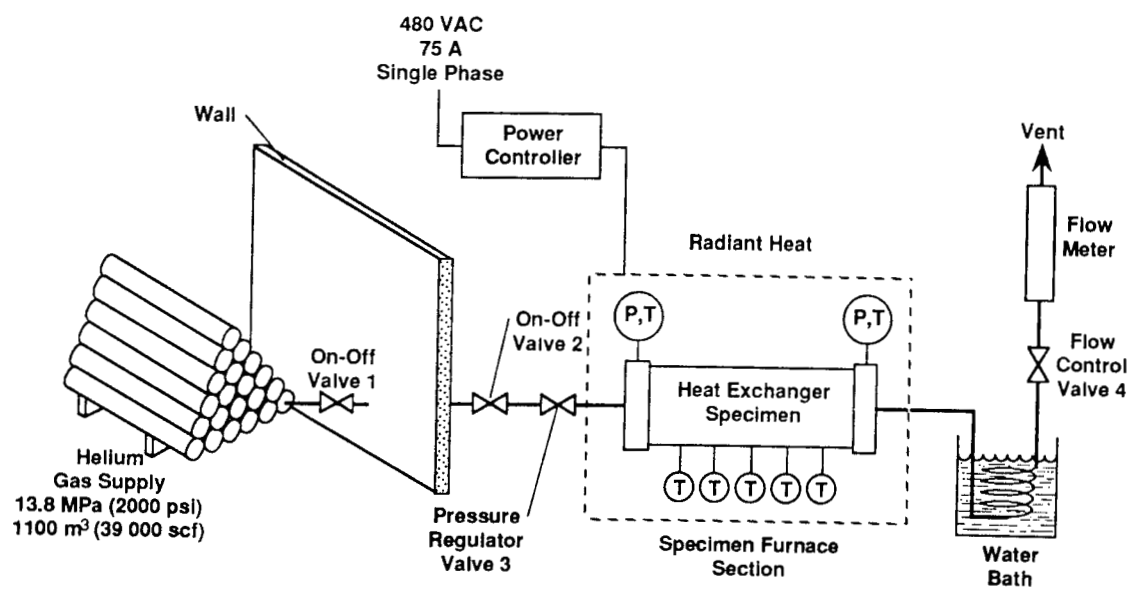 480 VAC
75 A
Single Phase
Wall
Power
Controller
Vent
Flow
Meter
Radiant Heat
P,T
P,T
On-Off
Valve 2
On-Off
Valve 1
Flow
Control
Valve 4
Heat Exchanger
Specimen
T
T
T
T
T
Helium
Gas Supply
13.8 MPa (2000 psi)
1100 m³ (39 000 scf)
Pressure
Regulator
Valve 3
Specimen Furnace
Section
Water
Bath